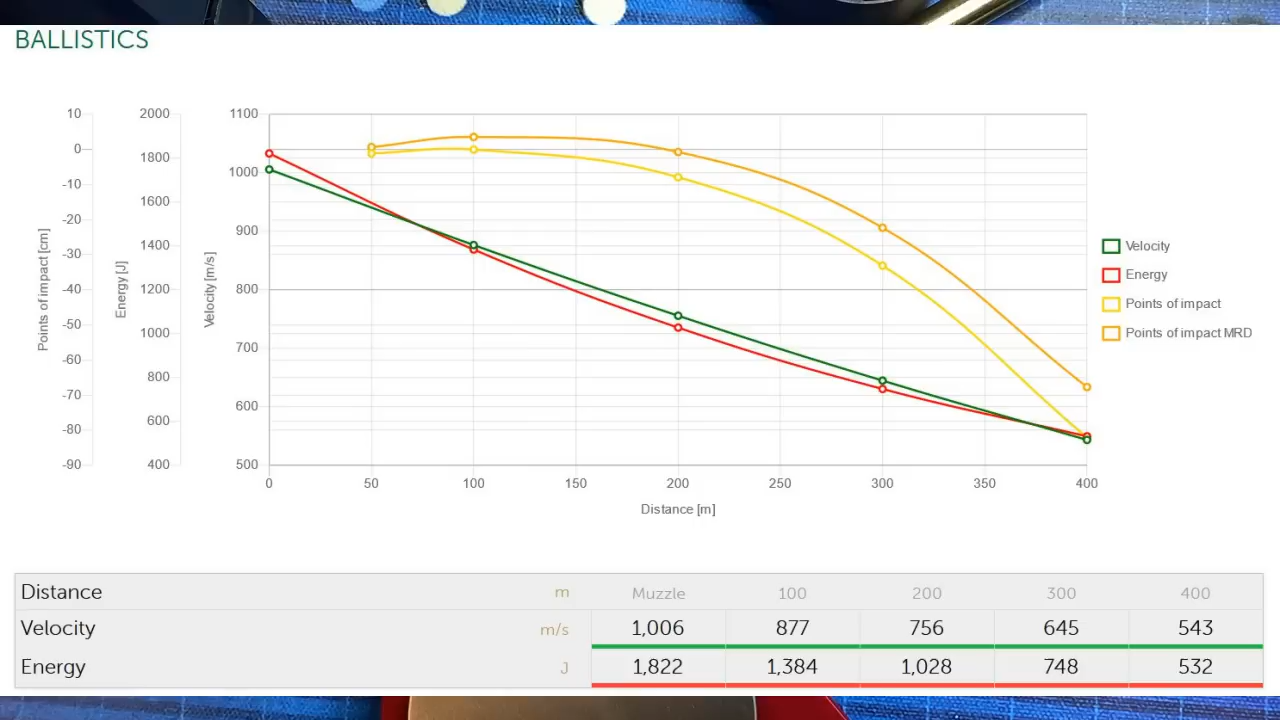 BALLISTICS
10 2000 1100
0 1800 1000
-10 1600 900
-20 1400 800
-30 1200 700
-40 1000 600
-50 800 500
-60 600
-70 400
-80
-90
Points of impact [cm]
Energy [J]
Velocity [m/s]
0 50 100 150 200 250 300 350 400
Distance [m]
Velocity
Energy
Points of impact
Points of impact MRD
Distance m Muzzle 100 200 300 400
Velocity m/s 1,006 877 756 645 543
Energy J 1,822 1,384 1,028 748 532